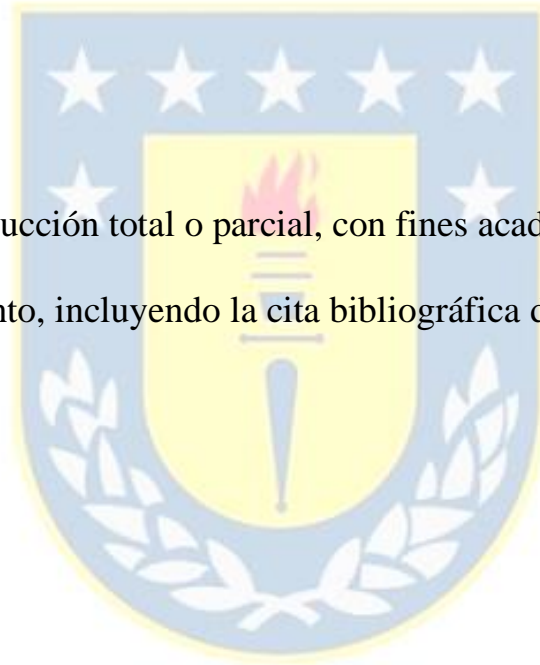 ucción total o parcial, con fines acad
nto, incluyendo la cita bibliográfica d